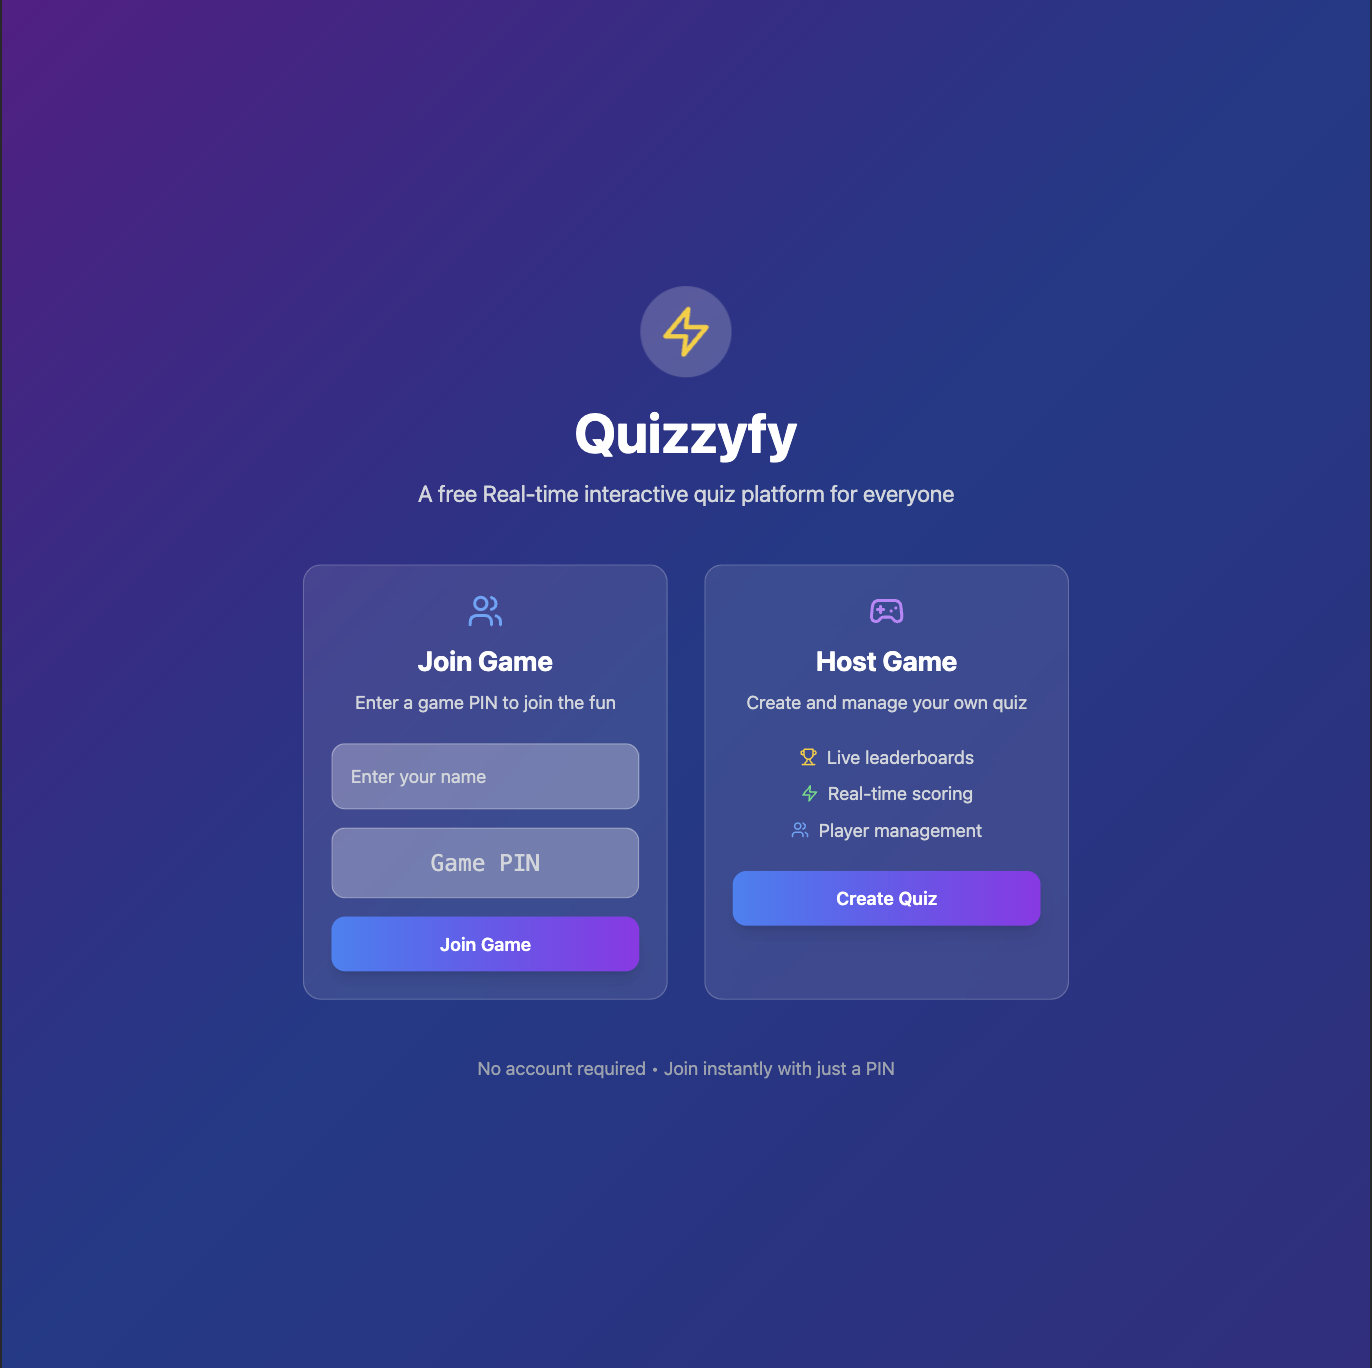 Quizzyfy
A free Real-time interactive quiz platform for everyone
Join Game
Enter a game PIN to join the fun
Enter your name
Game PIN
Join Game
Host Game
Create and manage your own quiz
Live leaderboards
Real-time scoring
Player management
Create Quiz
No account required • Join instantly with just a PIN